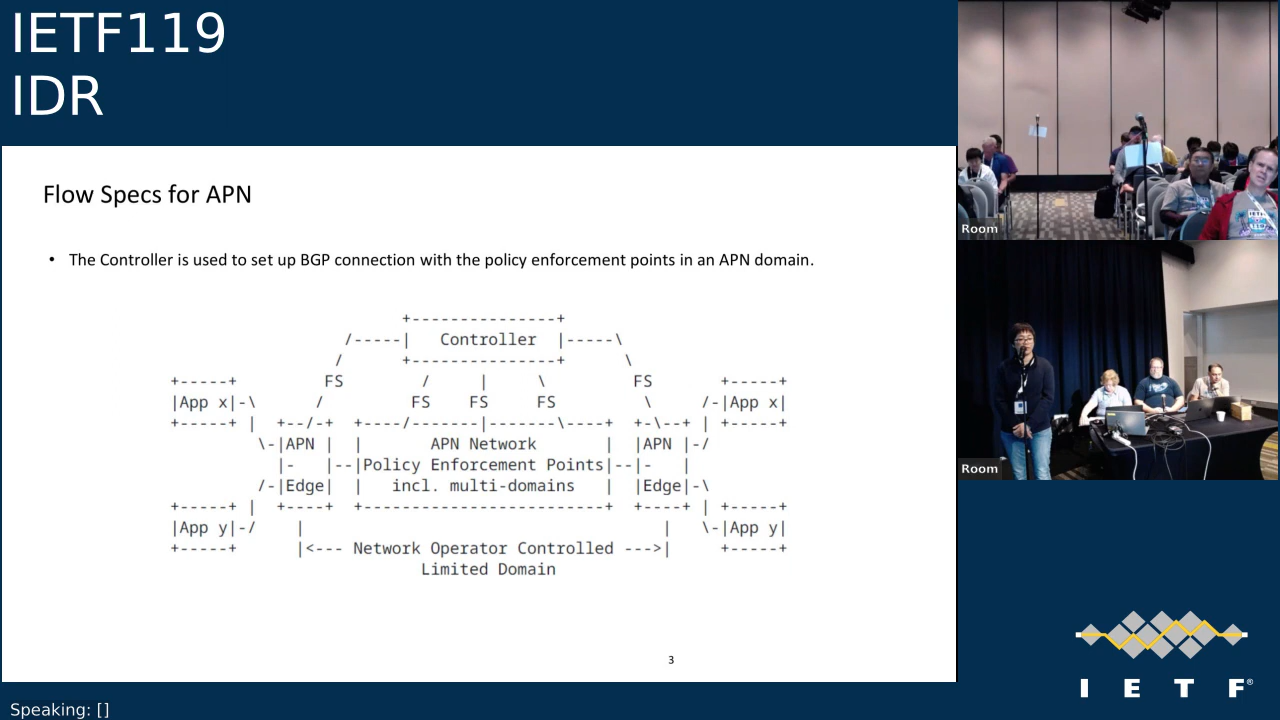 IETF119
IDR
Flow Specs for APN
• The Controller is used to set up BGP connection with the policy enforcement points in an APN domain.
+---------------+
/-----|   Controller  |-----\
/      +---------------+      \
+-----+         FS       /     |     \        FS       +-----+
|App x|-\      /        FS    FS    FS         \     /-|App x|
+-----+ |  +--/-+  +----/-------|-------\----+  +-\--+ | +-----+
\-|APN |  |       APN Network       |  |APN |-/
|-   |--|Policy Enforcement Points|--|-   |
/-|Edge|  |   incl. multi-domains   |  |Edge|-\
+-----+ |  +----+  +-------------------------+  +----+ | +-----+
|App y|-/    |                                  |   \-|App y|
+-----+      |<--- Network Operator Controlled --->|     +-----+
Limited Domain
3
Room
Room
I E T F®
Speaking: []